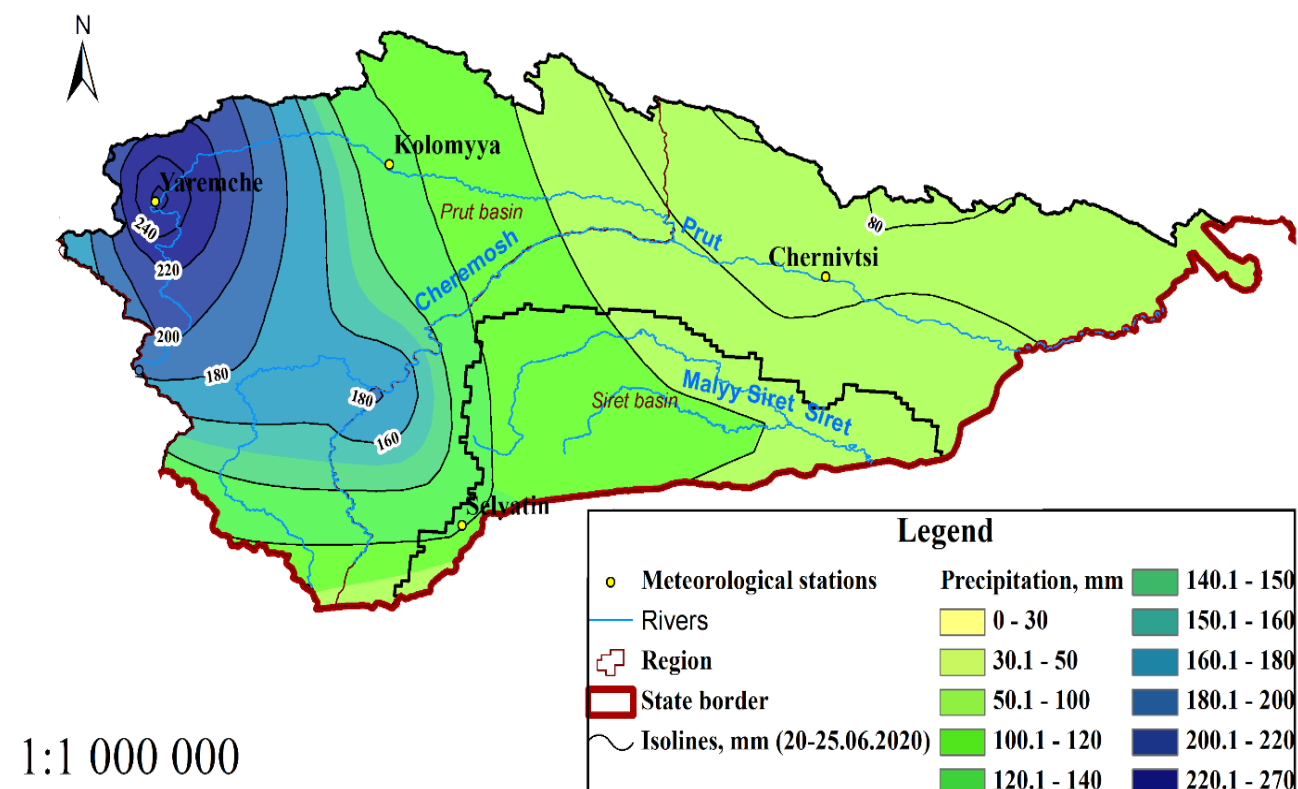 N
Kolomyya
Yaremche
Prut basin
240
Prut
80
Cheremosh
Chernivtsi
220
200
180
180
Malyy Siret Siret
Siret basin
160
Selyatin
Legend
Meteorological stations
Rivers
Region
State border
Isolines, mm (20-25.06.2020)
Precipitation, mm
0 - 30
30.1 - 50
50.1 - 100
100.1 - 120
120.1 - 140
140.1 - 150
150.1 - 160
160.1 - 180
180.1 - 200
200.1 - 220
220.1 - 270
1:1 000 000